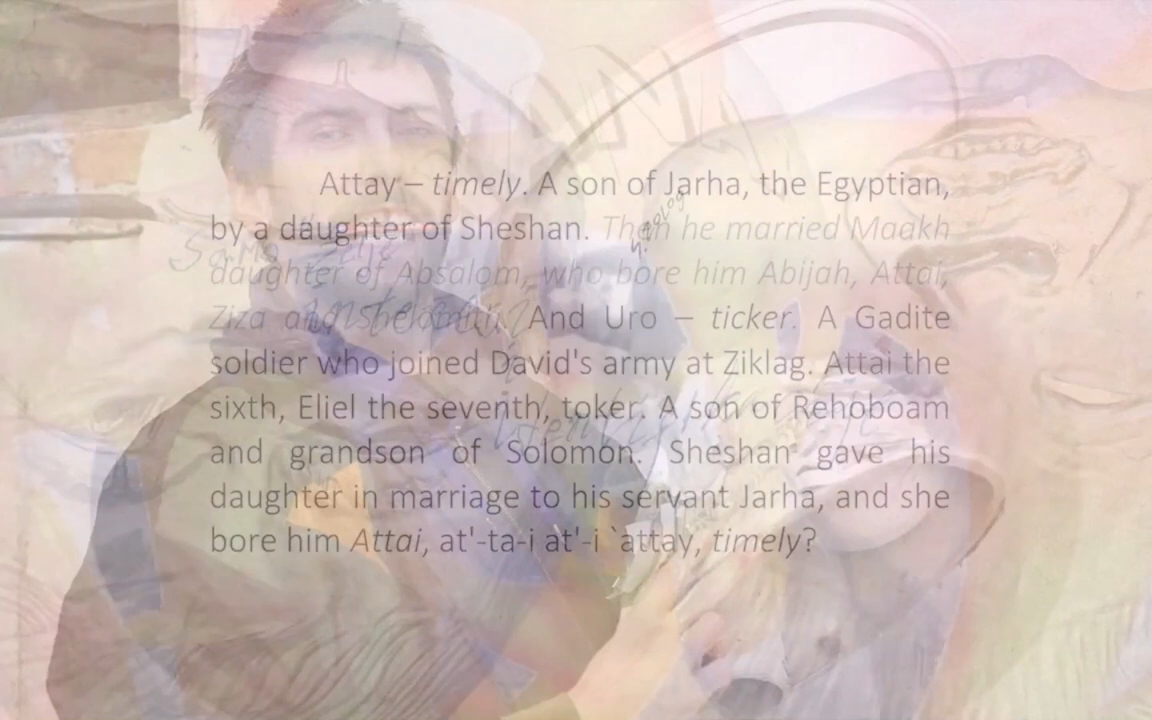 Attay – timely. A son of Jarha, the Egyptian,
by a daughter of Sheshan. Then he married Maakh
daughter of Absalom, who bore him Abijah, Attai,
Ziza and And Uro – ticker. A Gadite
soldier who joined David's army at Ziklag. Attai the
sixth, Eliel the seventh, toker. A son of Rehoboam
and grandson of Solomon. Sheshan gave his
daughter in marriage to his servant Jarha, and she
bore him Attai, at'-ta-i at'-i `attay, timely?